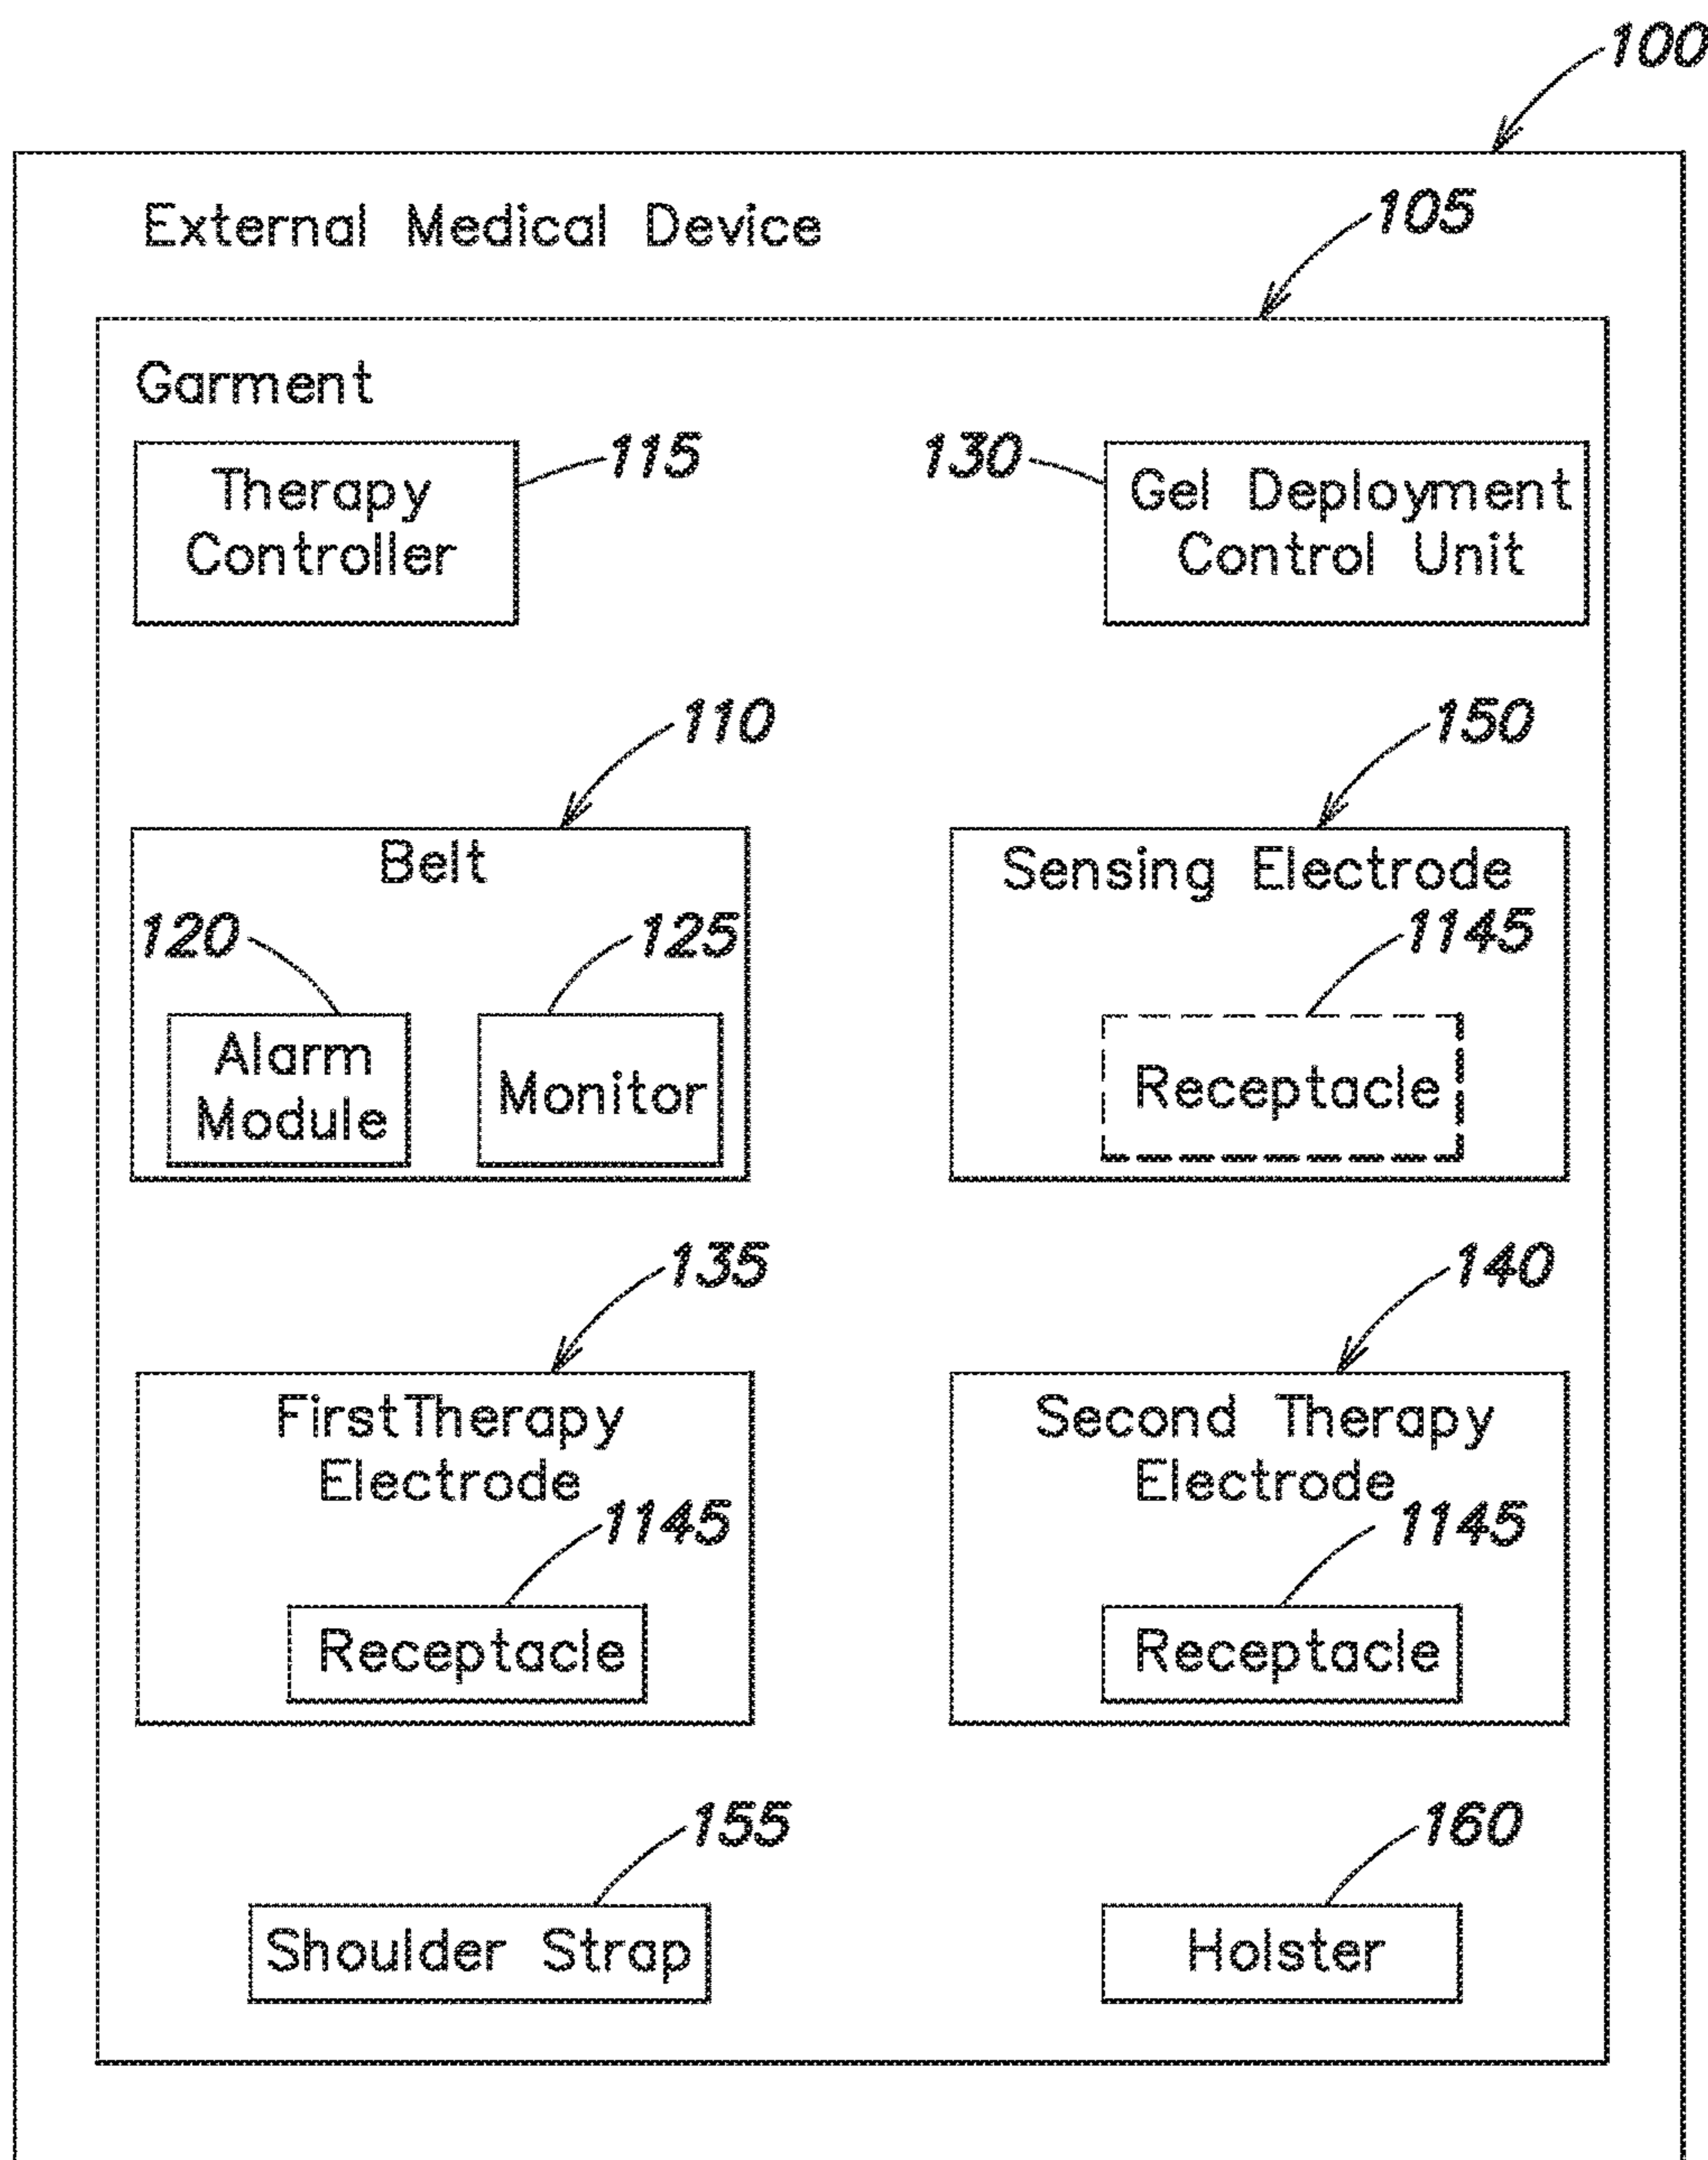 100
External Medical Device
105
Garment
115
Therapy
Controller
130
Gel Deployment
Control Unit
110
Belt
120
125
Alarm
Module
Monitor
150
Sensing Electrode
1145
Receptacle
135
FirstTherapy
Electrode
1145
Receptacle
140
Second Therapy
Electrode
1145
Receptacle
155
Shoulder Strap
160
Holster